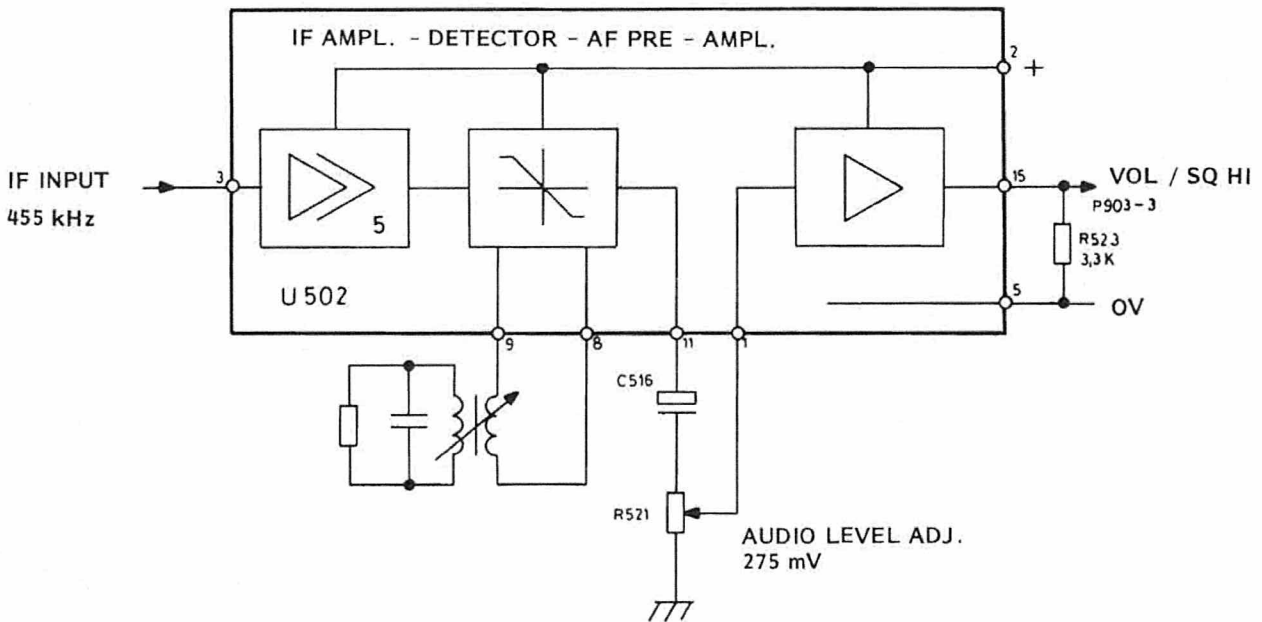 IF AMPL. - DETECTOR - AF PRE - AMPL.
2
+
IF INPUT
455 kHz
3
5
15
VOL / SQ HI
P903-3
R523
3,3K
U 502
5
0V
9
8
11
1
C516
R521
AUDIO LEVEL ADJ.
275 mV